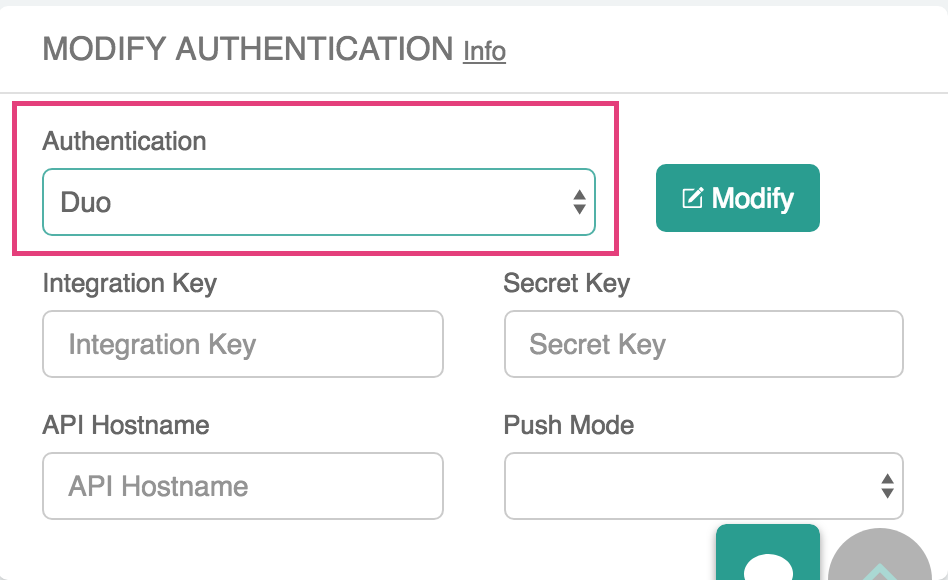 MODIFY AUTHENTICATION Info
Authentication
Duo
Modify
Integration Key Secret Key
Integration Key Secret Key
API Hostname Push Mode
API Hostname